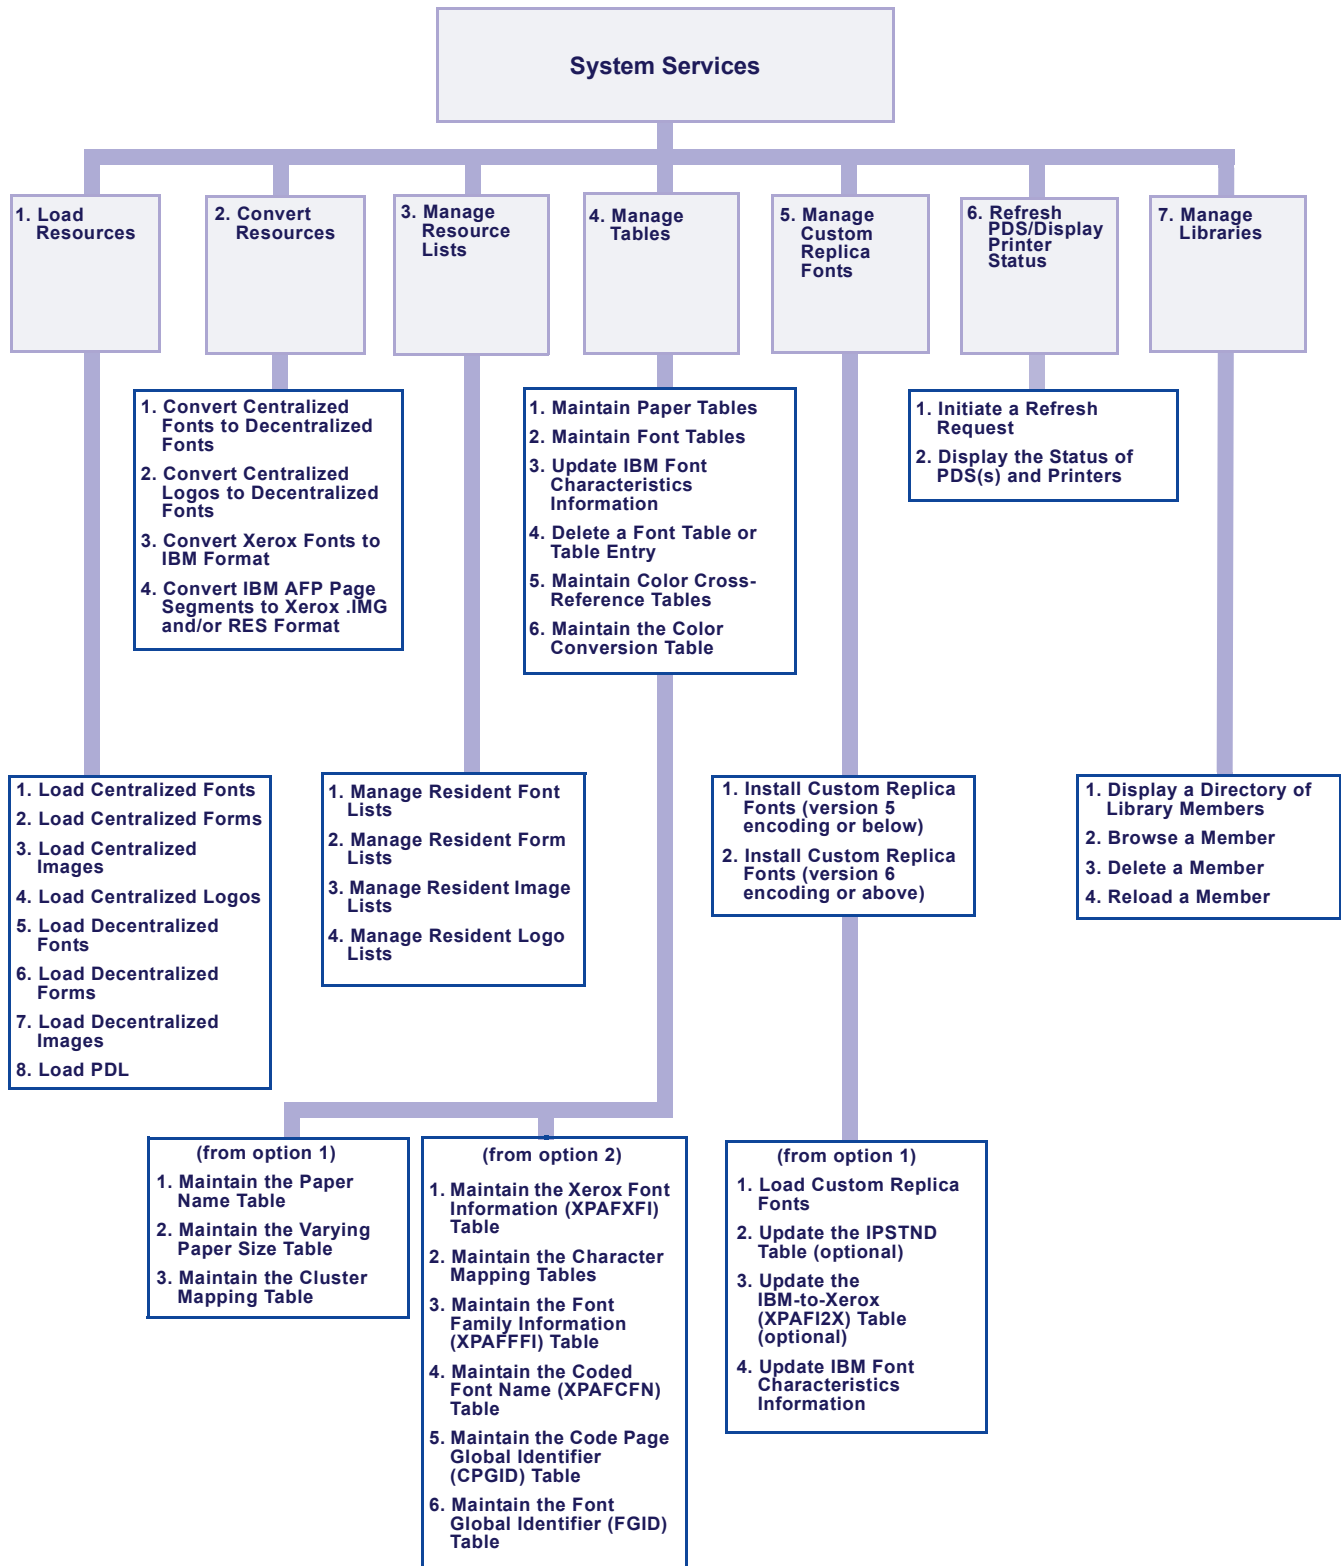 System Services
1. Load
Resources
2. Convert
Resources
3. Manage
Resource
Lists
4. Manage
Tables
5. Manage
Custom
Replica
Fonts
6. Refresh
PDS/Display
Printer
Status
7. Manage
Libraries
1. Convert Centralized
Fonts to Decentralized
Fonts
2. Convert Centralized
Logos to Decentralized
Fonts
3. Convert Xerox Fonts to
IBM Format
4. Convert IBM AFP Page
Segments to Xerox .IMG
and/or RES Format
1. Maintain Paper Tables
2. Maintain Font Tables
3. Update IBM Font
Characteristics
Information
4. Delete a Font Table or
Table Entry
5. Maintain Color Cross-
Reference Tables
6. Maintain the Color
Conversion Table
1. Initiate a Refresh
Request
2. Display the Status of
PDS(s) and Printers
1. Load Centralized Fonts
2. Load Centralized Forms
3. Load Centralized
Images
4. Load Centralized Logos
5. Load Decentralized
Fonts
6. Load Decentralized
Forms
7. Load Decentralized
Images
8. Load PDL
1. Manage Resident Font
Lists
2. Manage Resident Form
Lists
3. Manage Resident Image
Lists
4. Manage Resident Logo
Lists
1. Install Custom Replica
Fonts (version 5
encoding or below)
2. Install Custom Replica
Fonts (version 6
encoding or above)
1. Display a Directory of
Library Members
2. Browse a Member
3. Delete a Member
4. Reload a Member
(from option 1)
1. Maintain the Paper
Name Table
2. Maintain the Varying
Paper Size Table
3. Maintain the Cluster
Mapping Table
(from option 2)
1. Maintain the Xerox Font
Information (XPAFXFI)
Table
2. Maintain the Character
Mapping Tables
3. Maintain the Font
Family Information
(XPAFFFI) Table
4. Maintain the Coded
Font Name (XPAFCFN)
Table
5. Maintain the Code Page
Global Identifier
(CPGID) Table
6. Maintain the Font
Global Identifier (FGID)
Table
(from option 1)
1. Load Custom Replica
Fonts
2. Update the IPSTND
Table (optional)
3. Update the
IBM-to-Xerox
(XPAFI2X) Table
(optional)
4. Update IBM Font
Characteristics
Information